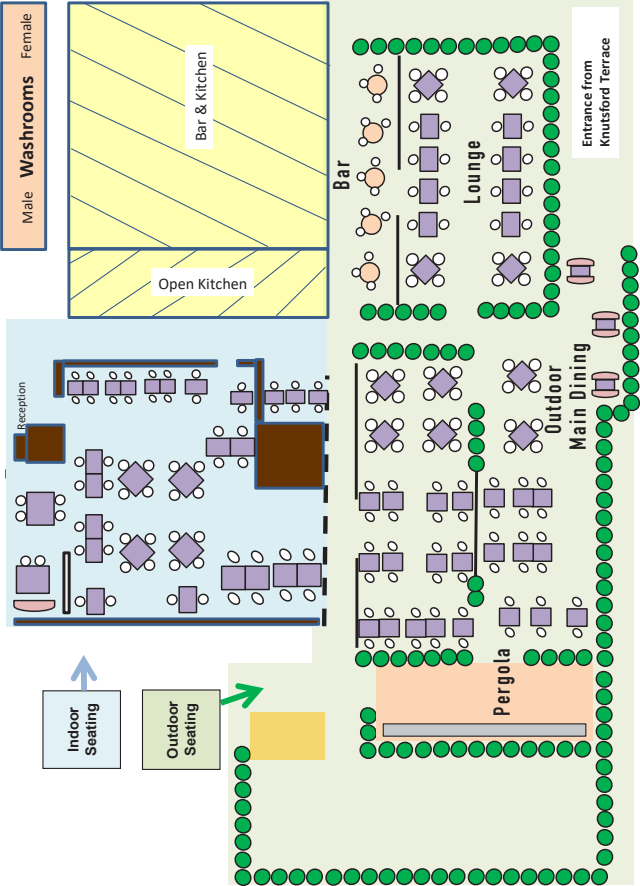 Male Washrooms Female
Bar & Kitchen
Open Kitchen
Reception
Bar
Lounge
Entrance from
Knutsford Terrace
Outdoor
Main Dining
Pergola
Indoor
Seating
Outdoor
Seating